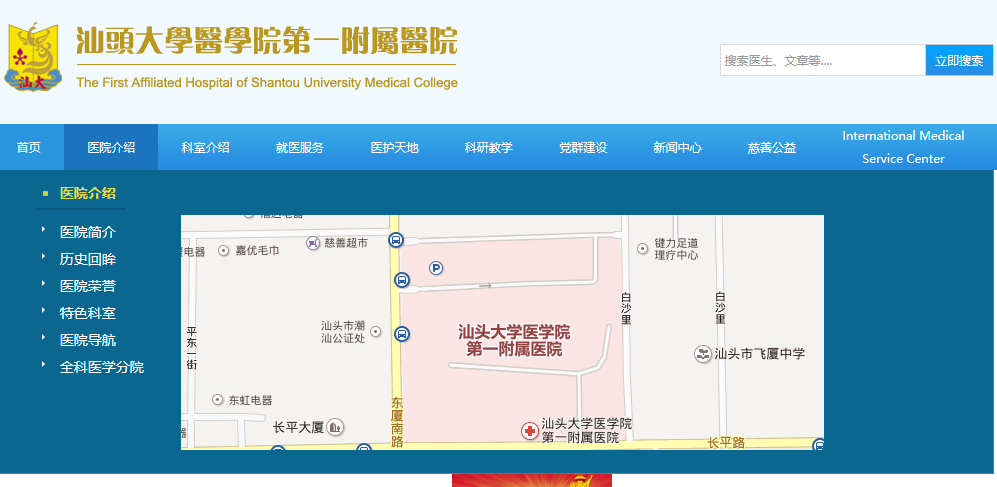 汕頭大學醫學院第一附屬醫院
The First Affiliated Hospital of Shantou University Medical College
汕大
搜索医生、文章等....
立即搜索
首页
医院介绍
科室介绍
就医服务
医护天地
科研教学
党群建设
新闻中心
慈善公益
International Medical
Service Center
医院介绍
医院简介
历史回眸
医院荣誉
特色科室
医院导航
全科医学分院
电器
嘉优毛巾
慈善超市
P
键力足道
理疗中心
白沙里
白沙里
平东一街
汕头市潮
汕公证处
汕头大学医学院
第一附属医院
汕头市飞厦中学
东虹电器
长平大厦
东厦南路
汕头大学医学院
第一附属医院
长平路